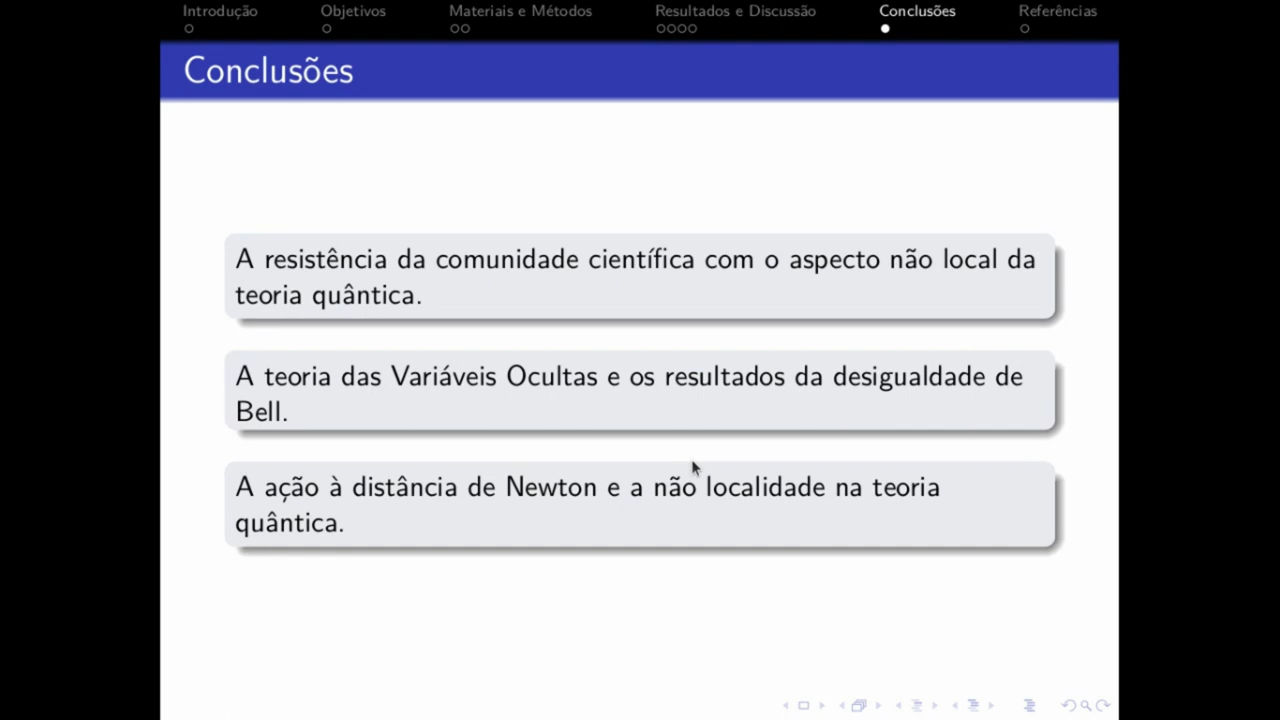 Introdução Objetivos Materiais e Métodos Resultados e Discussão Conclusões Referências
Conclusões
A resistência da comunidade científica com o aspecto não local da
teoria quântica.
A teoria das Variáveis Ocultas e os resultados da desigualdade de
Bell.
A ação à distância de Newton e a não localidade na teoria
quântica.